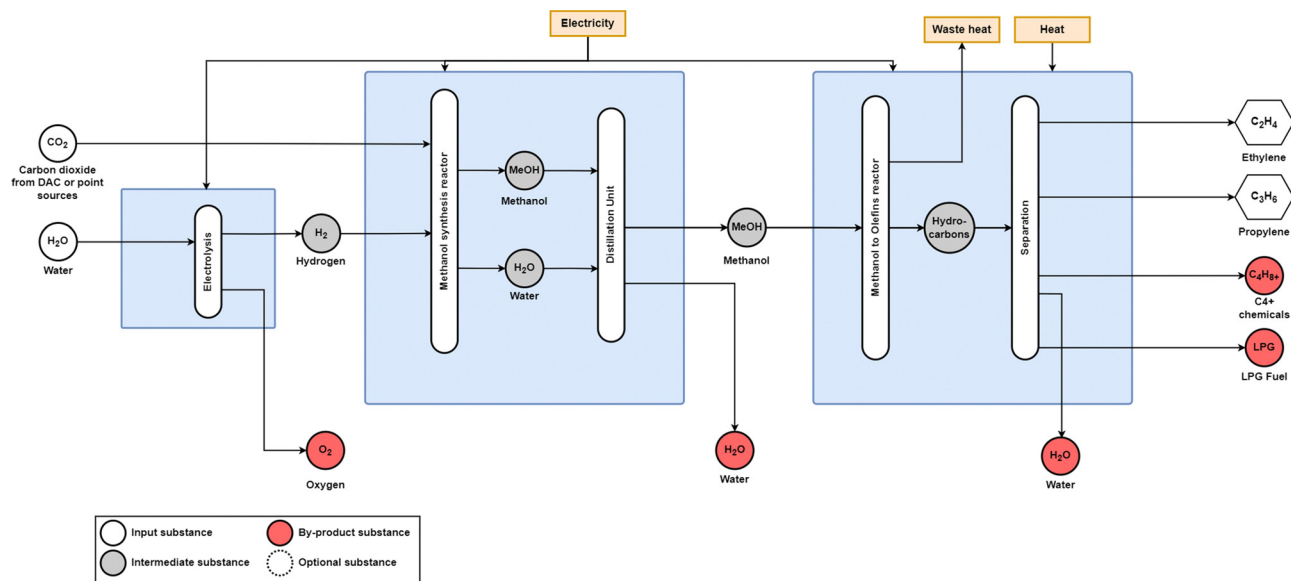 Electricity
Waste heat
Heat
CO2
Carbon dioxide
from DAC or point
sources
H2O
Water
Electrolysis
H2
Hydrogen
O2
Oxygen
Methanol synthesis reactor
MeOH
Methanol
H2O
Water
Distillation Unit
MeOH
Methanol
H2O
Water
Methanol to Olefins reactor
Hydro-
carbons
Separation
C2H4
Ethylene
C3H6
Propylene
C4H8+
C4+
chemicals
LPG
LPG Fuel
H2O
Water
Input substance
By-product substance
Intermediate substance
Optional substance